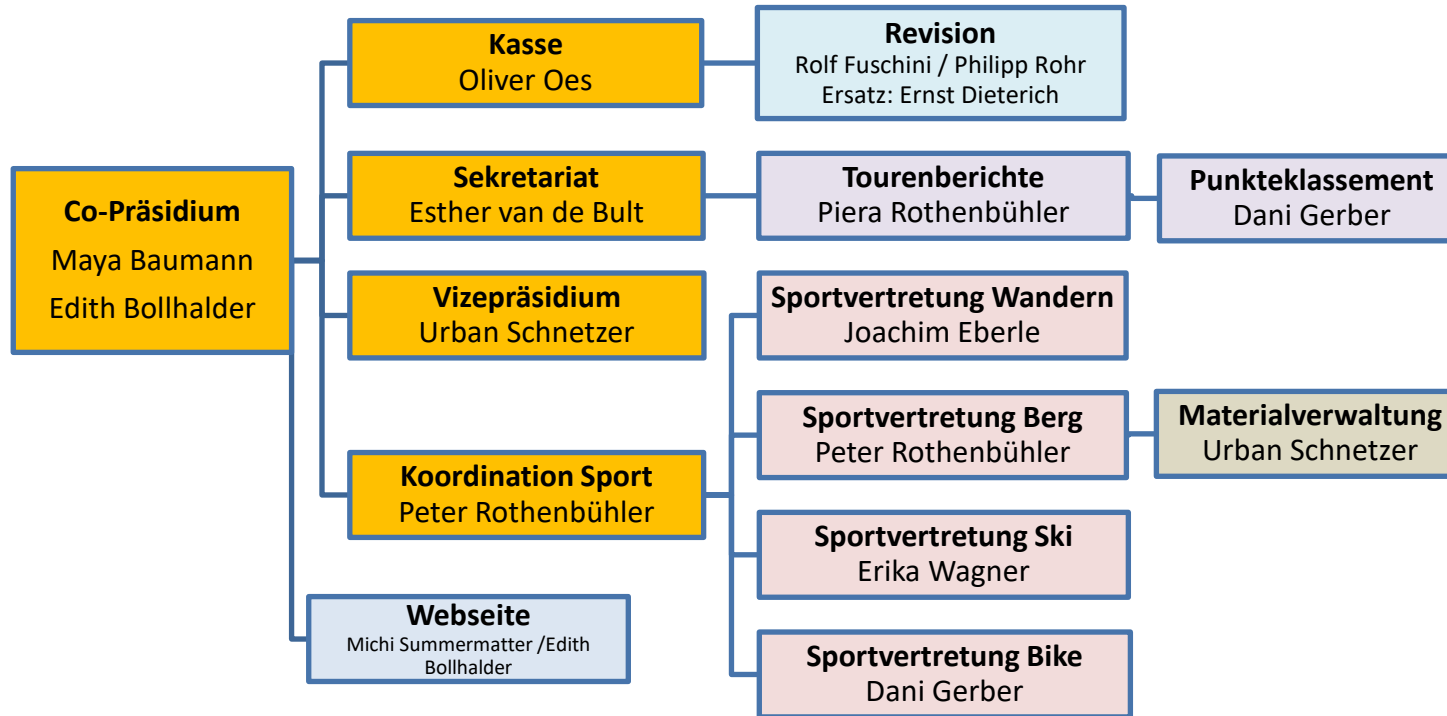 Co-Präsidium
Maya Baumann
Edith Bollhalder
Kasse
Oliver Oes
Revision
Rolf Fuschini / Philipp Rohr
Ersatz: Ernst Dieterich
Sekretariat
Esther van de Bult
Tourenberichte
Piera Rothenbühler
Punkteklassement
Dani Gerber
Vizepräsidium
Urban Schnetzer
Koordination Sport
Peter Rothenbühler
Sportvertretung Wandern
Joachim Eberle
Sportvertretung Berg
Peter Rothenbühler
Materialverwaltung
Urban Schnetzer
Sportvertretung Ski
Erika Wagner
Sportvertretung Bike
Dani Gerber
Webseite
Michi Summermatter /Edith
Bollhalder